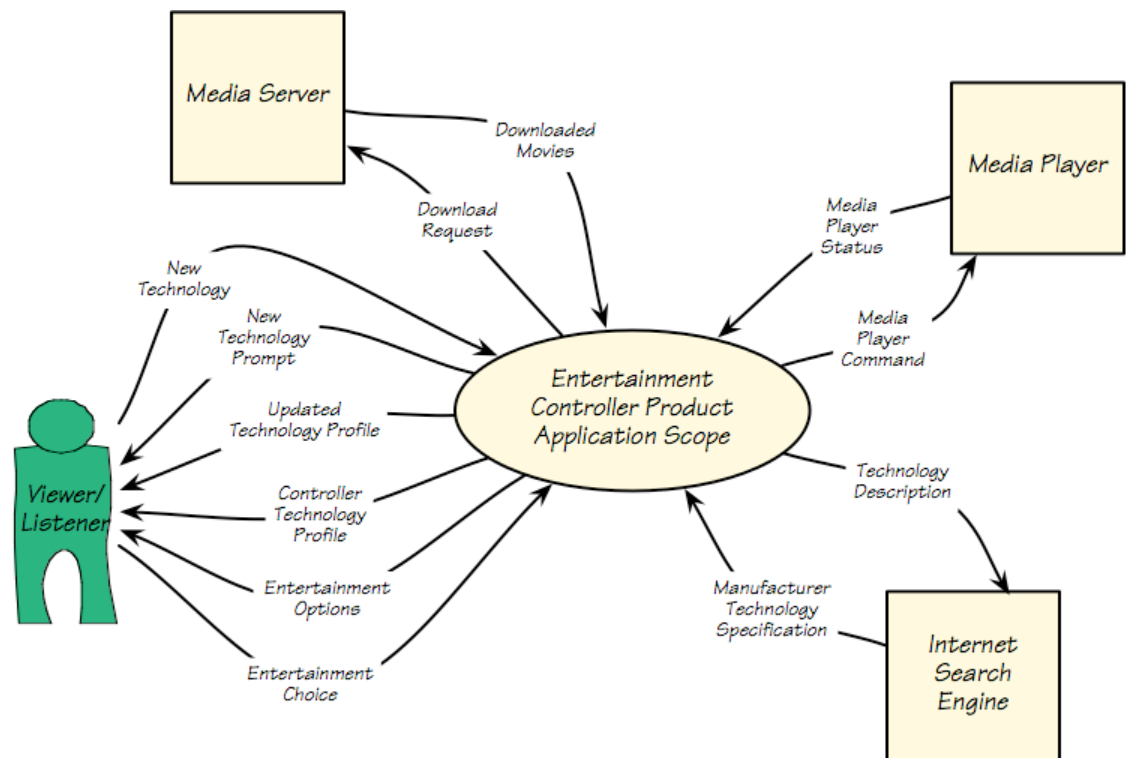 Media Server
Downloaded
Movies
Media Player
Download
Request
Media
Player
Status
New
Technology
New
Technology
Prompt
Media
Player
Command
Entertainment
Controller Product
Application Scope
Updated
Technology Profile
Viewer/
Listener
Controller
Technology
Profile
Technology
Description
Entertainment
Options
Manufacturer
Technology
Specification
Entertainment
Choice
Internet
Search
Engine